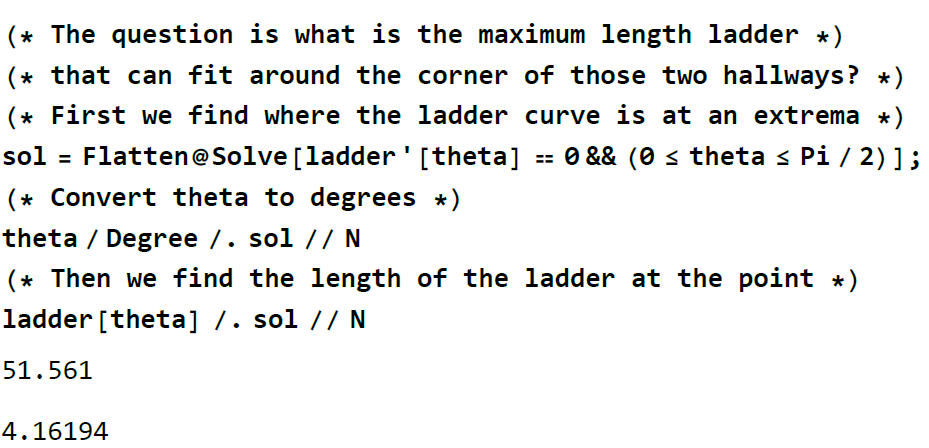 (* The question is what is the maximum length ladder *)
(* that can fit around the corner of those two hallways? *)
(* First we find where the ladder curve is at an extrema *)
sol = Flatten@Solve[ladder'[theta] == 0 && (0 ≤ theta ≤ Pi / 2)];
(* Convert theta to degrees *)
theta / Degree /. sol // N
(* Then we find the length of the ladder at the point *)
ladder[theta] /. sol // N
51.561
4.16194